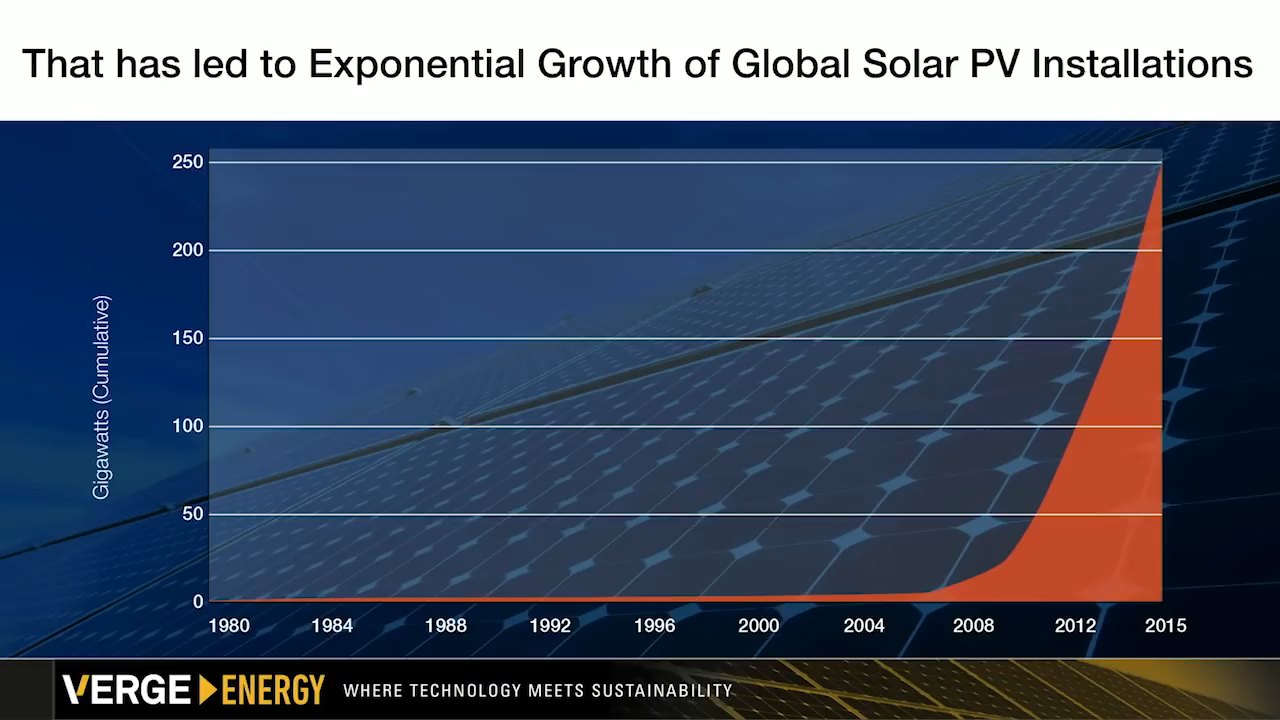 That has led to Exponential Growth of Global Solar PV Installations
250
200
150
100
50
0
Gigawatts (Cumulative)
1980 1984 1988 1992 1996 2000 2004 2008 2012 2015
VERGE ENERGY WHERE TECHNOLOGY MEETS SUSTAINABILITY